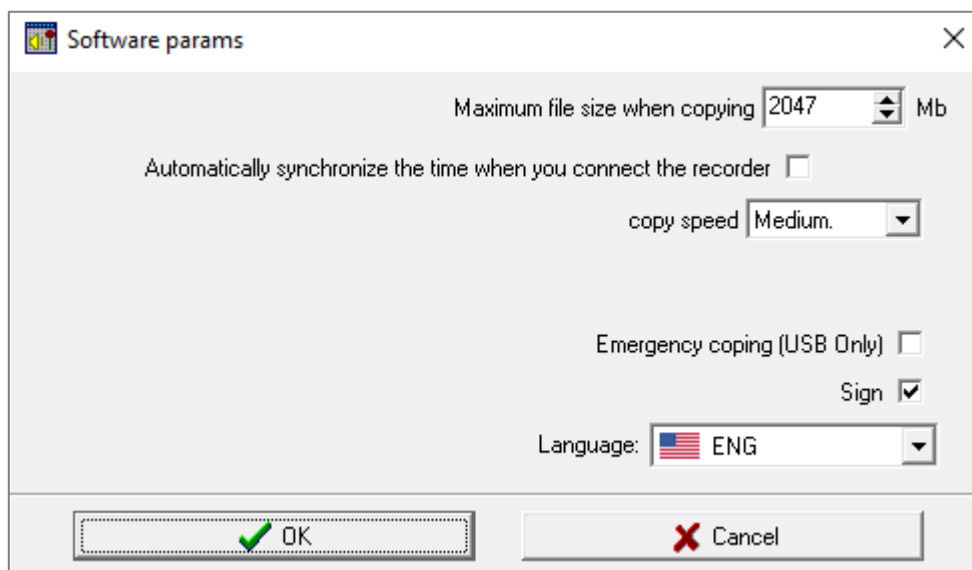 Software params
Maximum file size when copying 2047 Mb
Automatically synchronize the time when you connect the recorder
copy speed Medium.
Emergency coping (USB Only)
Sign
Language: ENG
OK Cancel